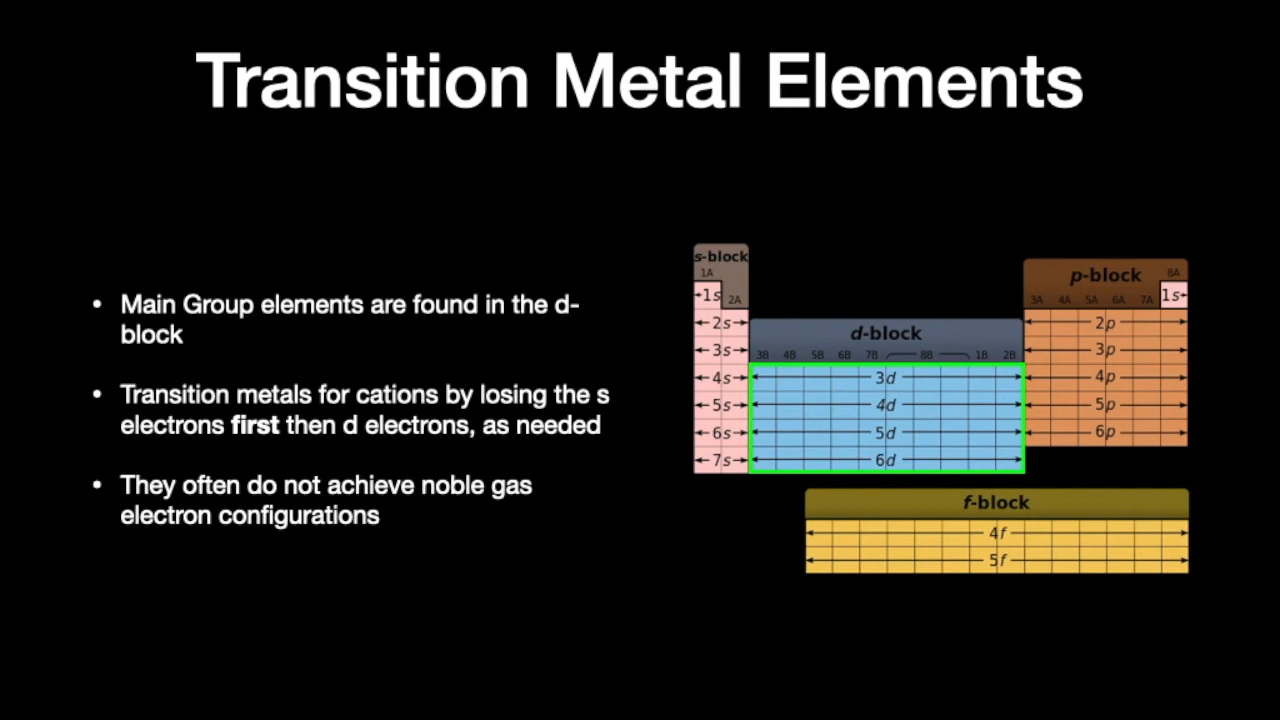 Transition Metal Elements
• Main Group elements are found in the d-
block
• Transition metals for cations by losing the s
electrons first then d electrons, as needed
• They often do not achieve noble gas
electron configurations
s-block
1A
1s
2A
2s
3s
4s
5s
6s
7s
d-block
3B 4B 5B 6B 7B 8B 1B 2B
3d
4d
5d
6d
p-block
8A
3A 4A 5A 6A 7A
1s
2p
3p
4p
5p
6p
f-block
4f
5f